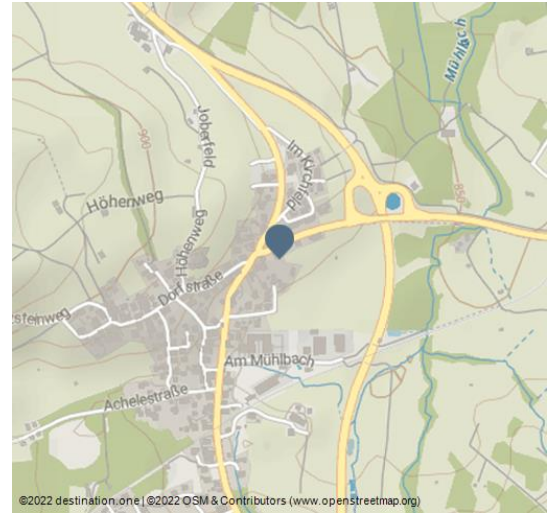 Mühlbach
Joberfeld
Im Kirchfeld
900
850
Höhenweg
Höhenweg
Dorfstraße
steinweg
Am Mühlbach
Achelestraße
©2022 destination.one | ©2022 OSM & Contributors (www.openstreetmap.org)